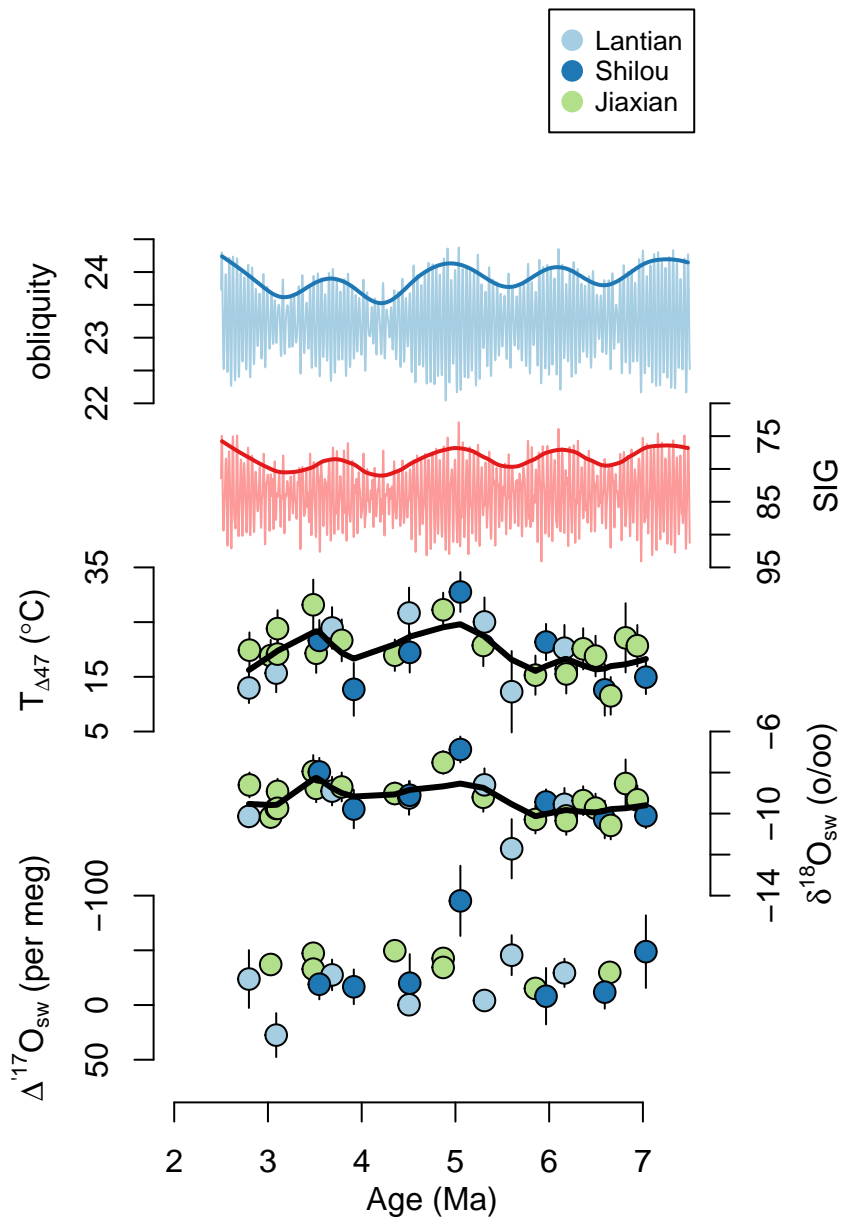 Lantian
Shilou
Jiaxian
obliquity
24
23
22
75
85
95
SIG
35
15
5
T Δ47 (°C)
−6
−10
−14
δ18Osw (o/oo)
−100
0
50
Δ'17Osw (per meg)
2 3 4 5 6 7
Age (Ma)